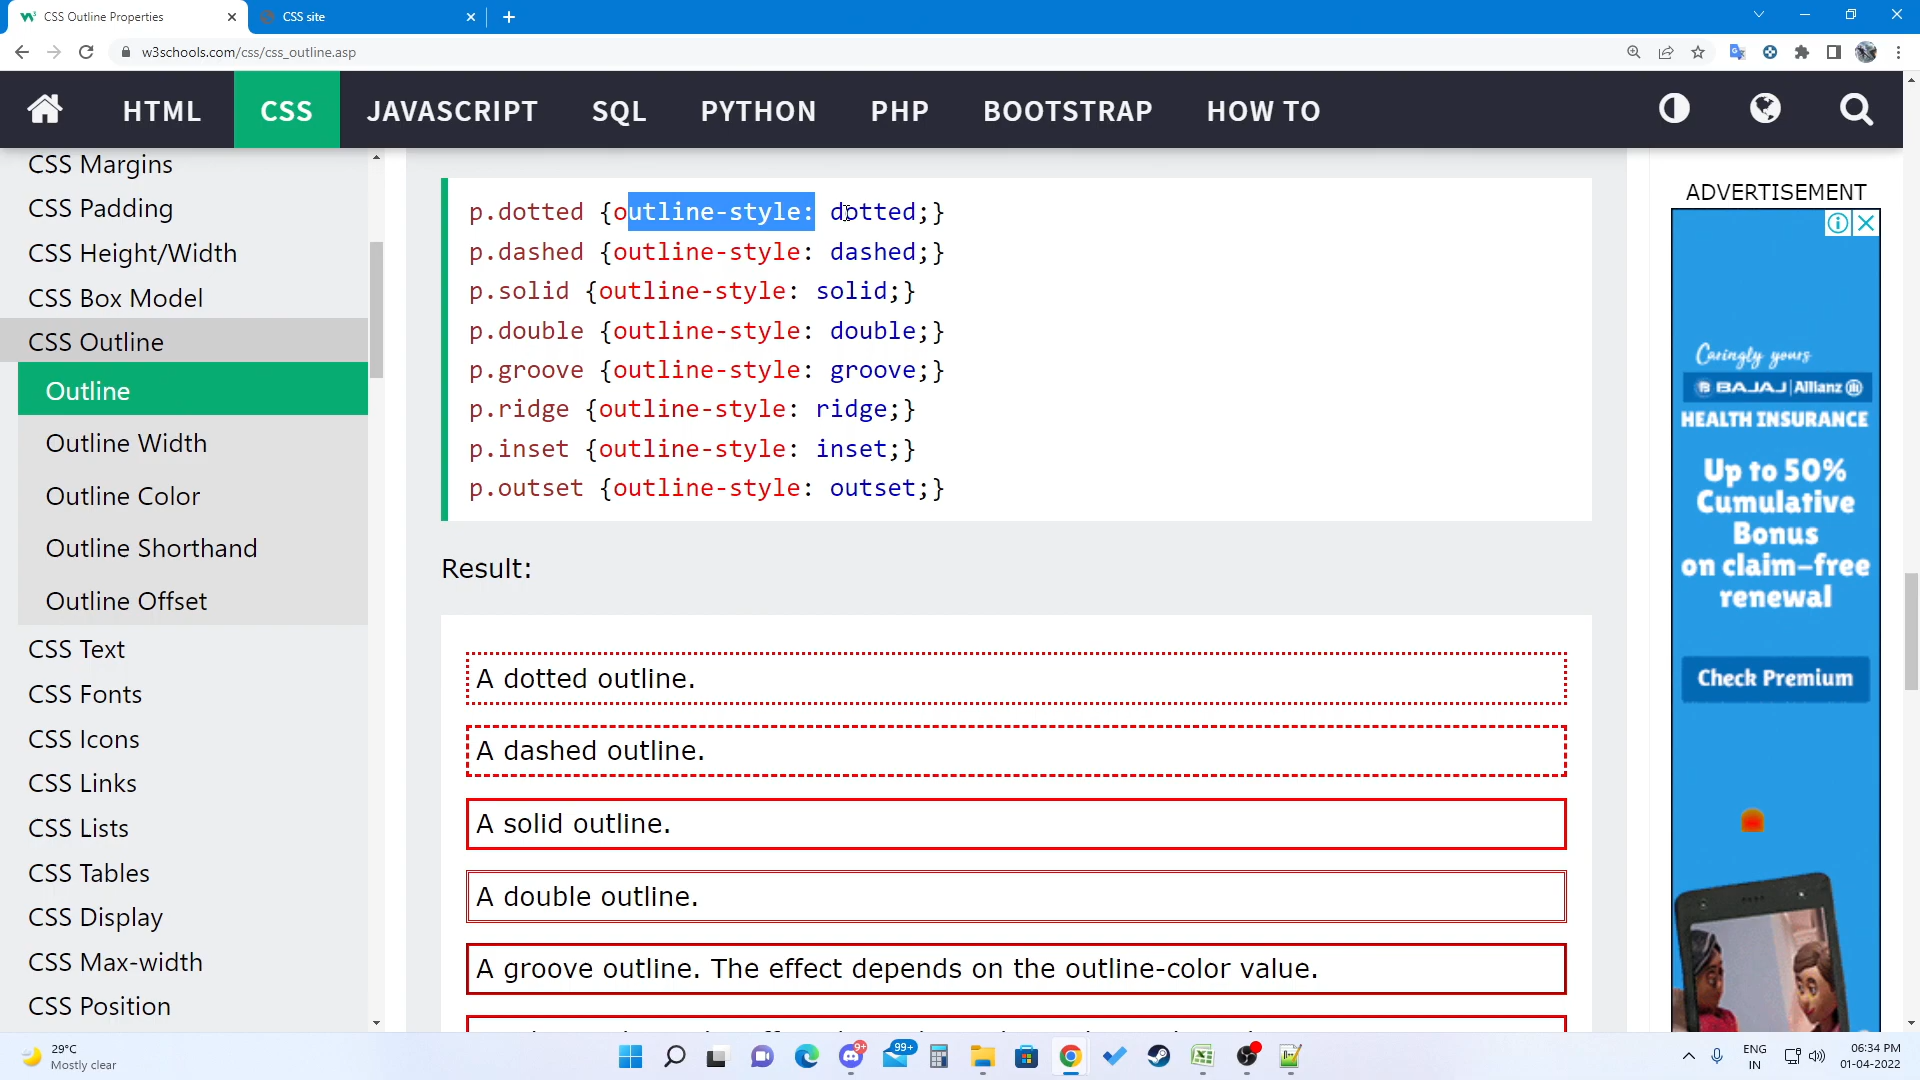 CSS Outline Properties
CSS site
w3schools.com/css/css_outline.asp
HTML
CSS
JAVASCRIPT
SQL
PYTHON
PHP
BOOTSTRAP
HOW TO
CSS Margins
CSS Padding
CSS Height/Width
CSS Box Model
CSS Outline
Outline
Outline Width
Outline Color
Outline Shorthand
Outline Offset
CSS Text
CSS Fonts
CSS Icons
CSS Links
CSS Lists
CSS Tables
CSS Display
CSS Max-width
CSS Position
p.dotted {outline-style: dotted;}
p.dashed {outline-style: dashed;}
p.solid {outline-style: solid;}
p.double {outline-style: double;}
p.groove {outline-style: groove;}
p.ridge {outline-style: ridge;}
p.inset {outline-style: inset;}
p.outset {outline-style: outset;}
Result:
A dotted outline.
A dashed outline.
A solid outline.
A double outline.
A groove outline. The effect depends on the outline-color value.
ADVERTISEMENT
Caringly yours
BAJAJ | Allianz
HEALTH INSURANCE
Up to 50%
Cumulative
Bonus
on claim-free
renewal
Check Premium
29°C
Mostly clear
9+
99+
ENG
IN
06:34 PM
01-04-2022